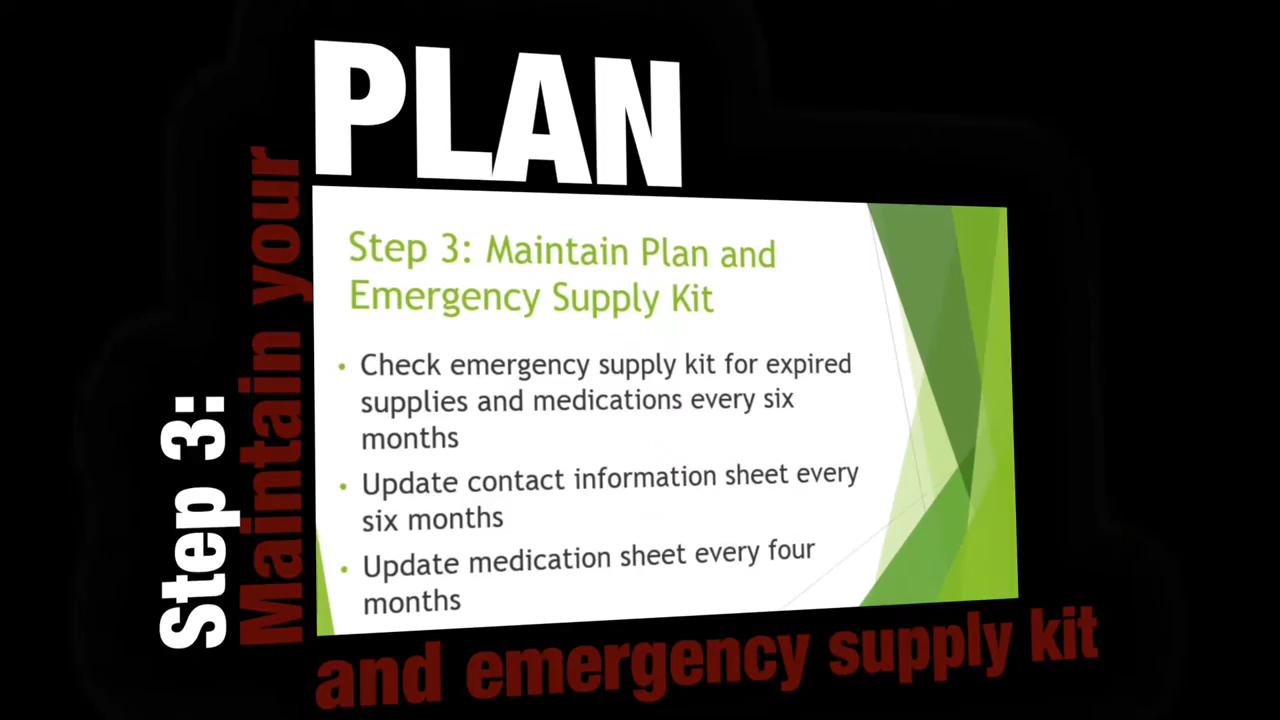 Step 3:
Maintain your
PLAN
Step 3: Maintain Plan and
Emergency Supply Kit
• Check emergency supply kit for expired
supplies and medications every six
months
• Update contact information sheet every
six months
• Update medication sheet every four
months
and emergency supply kit